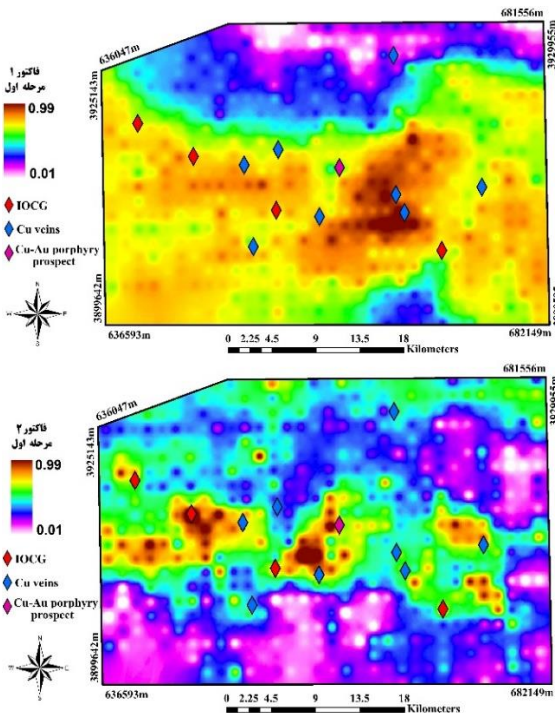 681556m
636047m
3929955m
فاکتور ۱
مرحله اول
3925143m
0.99
0.01
IOCG
Cu veins
Cu-Au porphyry
prospect
N
W
S
3899642m
636593m
682149m
0 2.25 4.5 9 13.5 18
Kilometers
681556m
636047m
3929955m
فاکتور ۲
مرحله اول
3925143m
0.99
0.01
IOCG
Cu veins
Cu-Au porphyry
prospect
N
W
S
3899642m
636593m
682149m
0 2.25 4.5 9 13.5 18
Kilometers